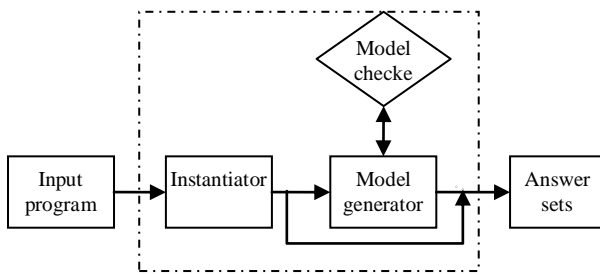 Model
checke
Input
program
Instantiator
Model
generator
Answer
sets